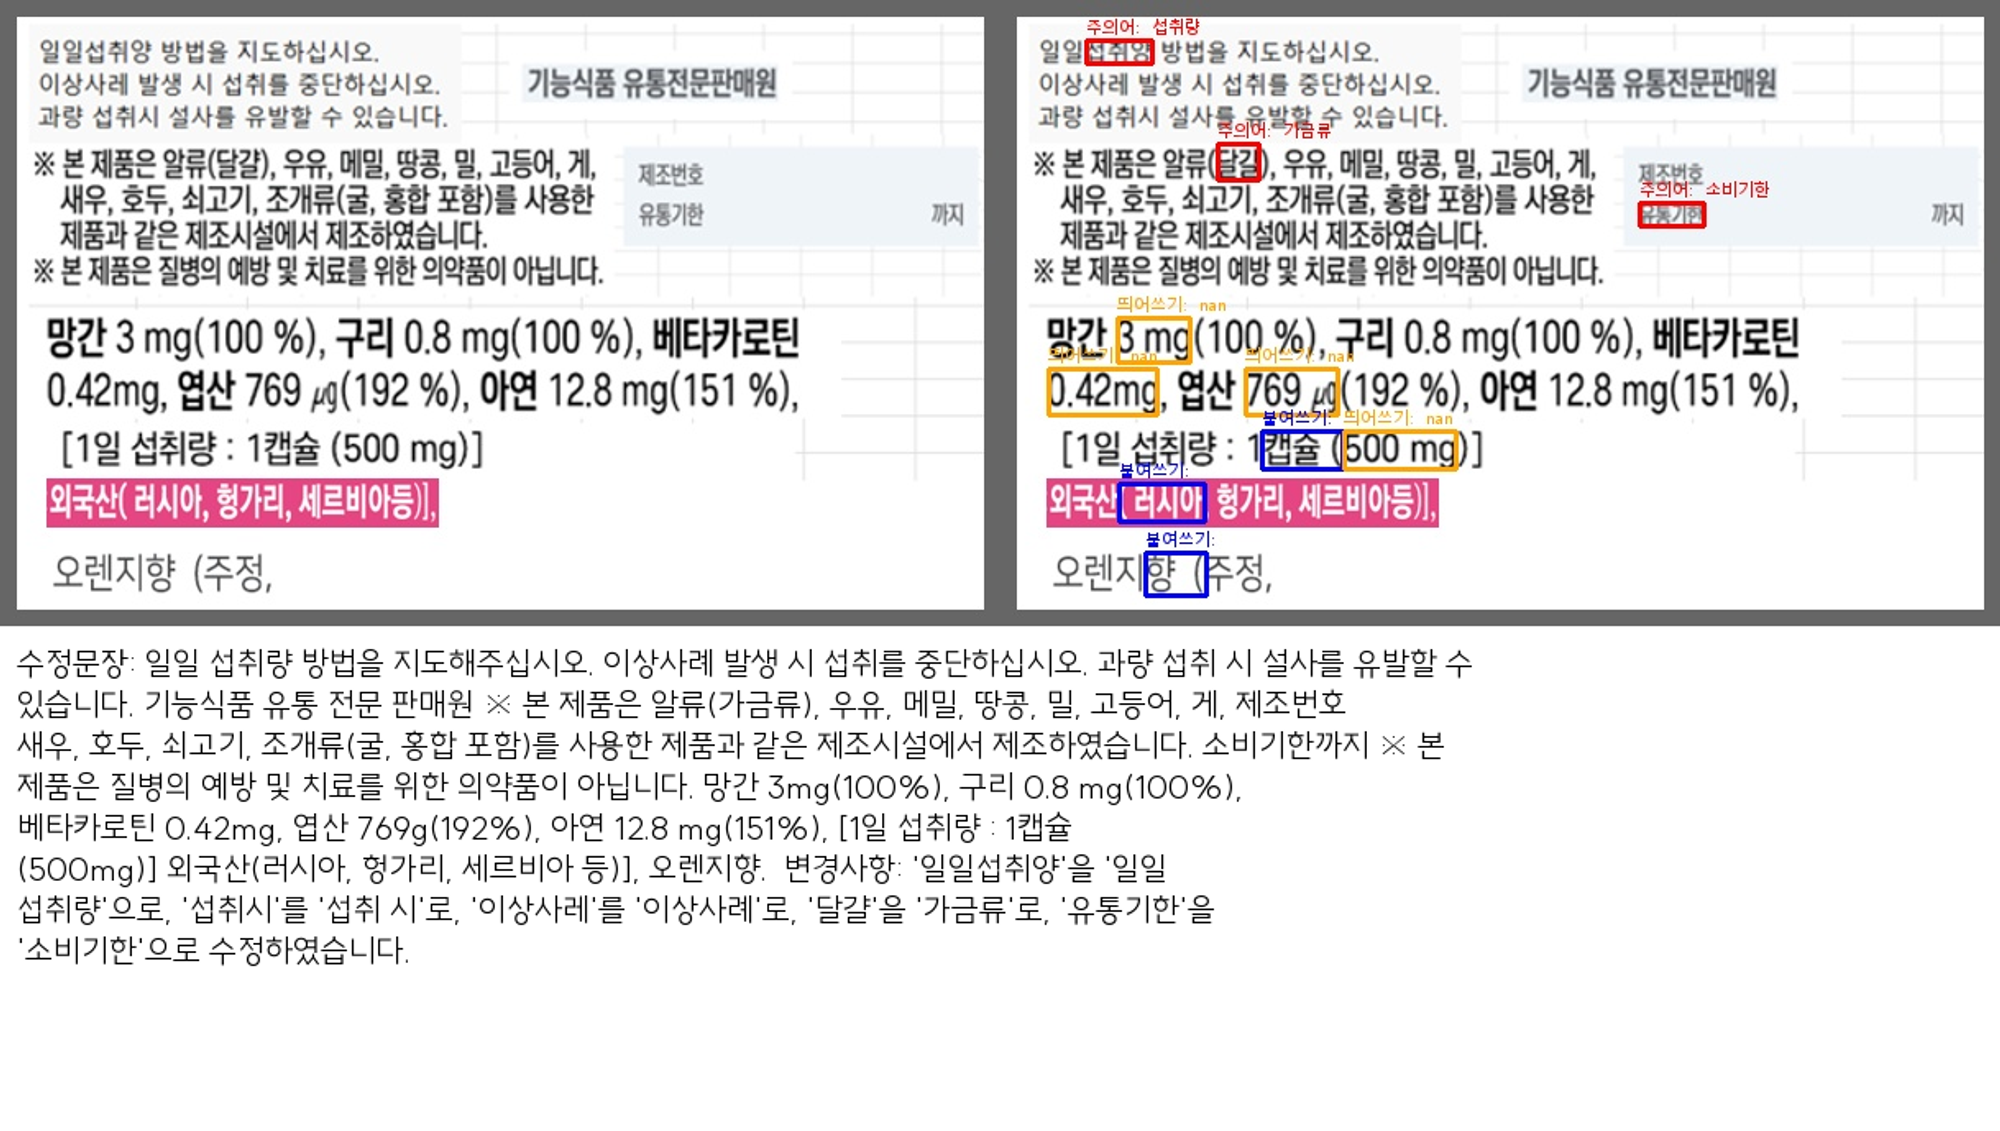 일일섭취양 방법을 지도하십시오.
이상사레 발생 시 섭취를 중단하십시오.
과량 섭취시 설사를 유발할 수 있습니다.
기능식품 유통전문판매원
※ 본 제품은 알류(달걀), 우유, 메밀, 땅콩, 밀, 고등어, 게,
새우, 호두, 쇠고기, 조개류(굴, 홍합 포함)를 사용한
제품과 같은 제조시설에서 제조하였습니다.
※ 본 제품은 질병의 예방 및 치료를 위한 의약품이 아닙니다.
제조번호
유통기한 까지
망간 3 mg(100 %), 구리 0.8 mg(100 %), 베타카로틴
0.42mg, 엽산 769 ㎍(192 %), 아연 12.8 mg(151 %),
[1일 섭취량 : 1캡슐 (500 mg)]
외국산( 러시아, 헝가리, 세르비아등)],
오렌지향 (주정,
주의어: 섭취량
일일섭취양 방법을 지도하십시오.
이상사레 발생 시 섭취를 중단하십시오.
과량 섭취시 설사를 유발할 수 있습니다.
기능식품 유통전문판매원
주의어: 가금류
※ 본 제품은 알류(달걀), 우유, 메밀, 땅콩, 밀, 고등어, 게,
새우, 호두, 쇠고기, 조개류(굴, 홍합 포함)를 사용한
제품과 같은 제조시설에서 제조하였습니다.
※ 본 제품은 질병의 예방 및 치료를 위한 의약품이 아닙니다.
제조번호
주의어: 소비기한
유통기한 까지
띄어쓰기: nan
망간 3 mg(100 %), 구리 0.8 mg(100 %), 베타카로틴
띄어쓰기: nan 띄어쓰기: nan
0.42mg, 엽산 769 ㎍(192 %), 아연 12.8 mg(151 %),
붙여쓰기: 띄어쓰기: nan
[1일 섭취량 : 1캡슐 (500 mg)]
붙여쓰기:
외국산( 러시아, 헝가리, 세르비아등)],
붙여쓰기:
오렌지향 (주정,
수정문장: 일일 섭취량 방법을 지도해주십시오. 이상사례 발생 시 섭취를 중단하십시오. 과량 섭취 시 설사를 유발할 수
있습니다. 기능식품 유통 전문 판매원 ※ 본 제품은 알류(가금류), 우유, 메밀, 땅콩, 밀, 고등어, 게, 제조번호
새우, 호두, 쇠고기, 조개류(굴, 홍합 포함)를 사용한 제품과 같은 제조시설에서 제조하였습니다. 소비기한까지 ※ 본
제품은 질병의 예방 및 치료를 위한 의약품이 아닙니다. 망간 3mg(100%), 구리 0.8 mg(100%),
베타카로틴 0.42mg, 엽산 769g(192%), 아연 12.8 mg(151%), [1일 섭취량 : 1캡슐
(500mg)] 외국산(러시아, 헝가리, 세르비아 등)], 오렌지향.  변경사항: '일일섭취양'을 '일일
섭취량'으로, '섭취시'를 '섭취 시'로, '이상사레'를 '이상사례'로, '달걀'을 '가금류'로, '유통기한'을
'소비기한'으로 수정하였습니다.